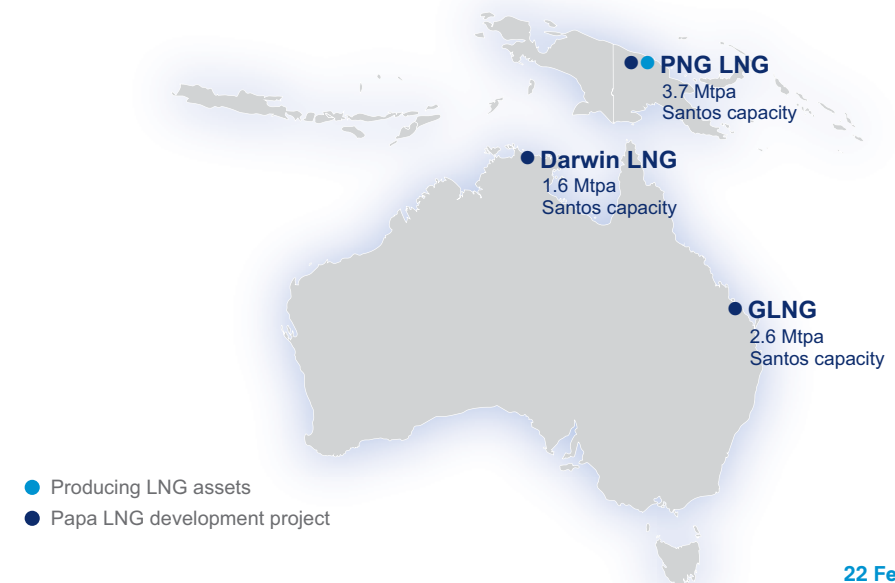 PNG LNG
3.7 Mtpa
Santos capacity
Darwin LNG
1.6 Mtpa
Santos capacity
GLNG
2.6 Mtpa
Santos capacity
Producing LNG assets
Papa LNG development project
22 Fe